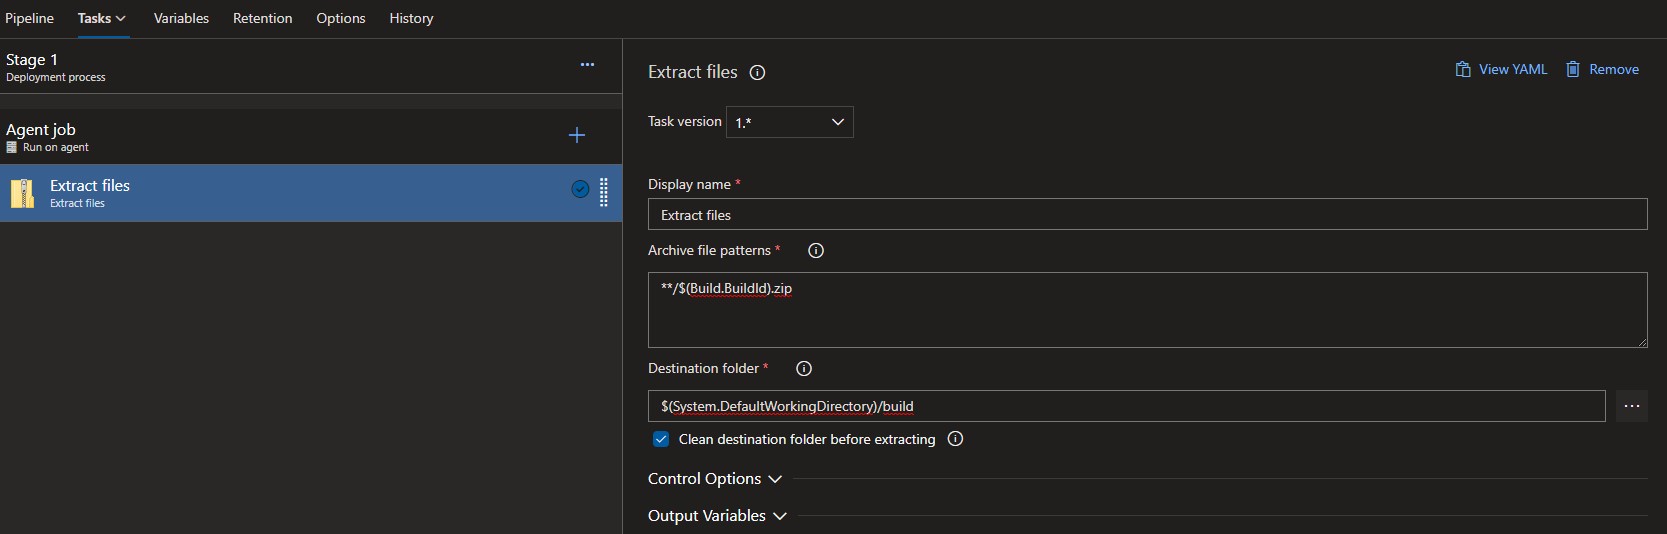 Pipeline Tasks Variables Retention Options History
Stage 1
Deployment process
Agent job
Run on agent
Extract files
Extract files
Extract files
View YAML Remove
Task version 1.*
Display name *
Extract files
Archive file patterns *
**/$(Build.BuildId).zip
Destination folder *
$(System.DefaultWorkingDirectory)/build
Clean destination folder before extracting
Control Options
Output Variables